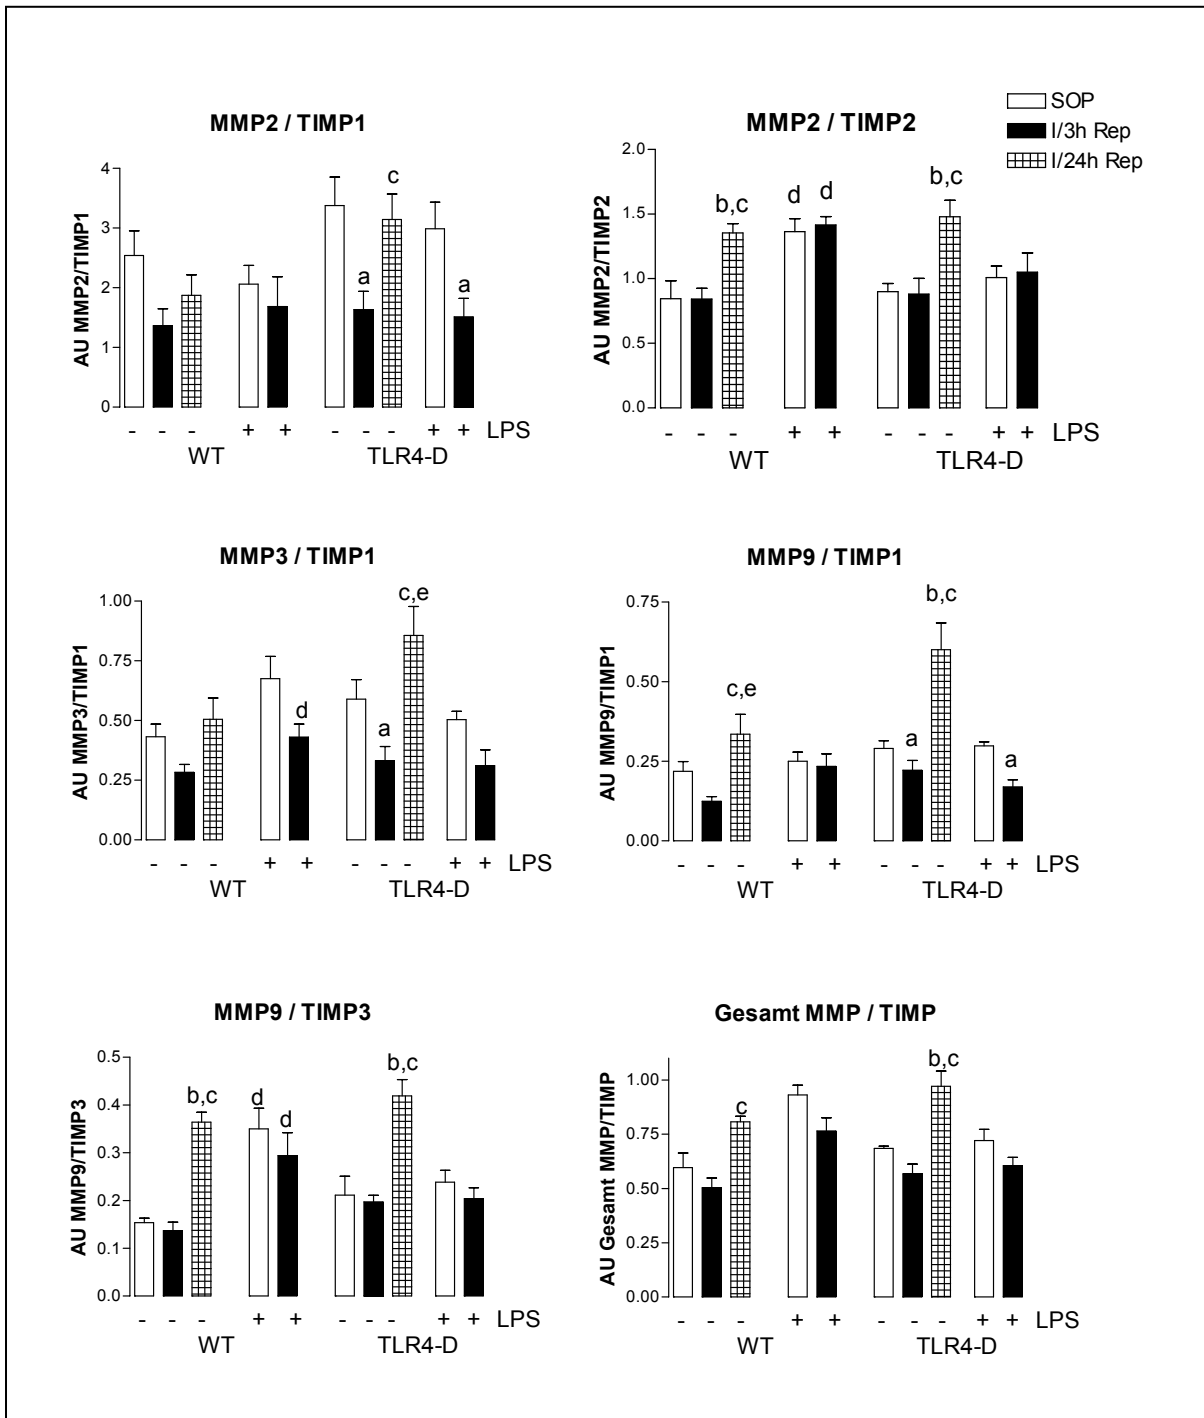 SOP
I/3h Rep
I/24h Rep
MMP2 / TIMP1
AU MMP2/TIMP1
4
3
2
1
0
a
c
a
- - - + + - - - + + LPS
WT TLR4-D
MMP2 / TIMP2
AU MMP2/TIMP2
2.0
1.5
1.0
0.5
0.0
b,c
d
d
b,c
- - - + + - - - + + LPS
WT TLR4-D
MMP3 / TIMP1
AU MMP3/TIMP1
1.00
0.75
0.50
0.25
0.00
d
a
c,e
- - - + + - - - + + LPS
WT TLR4-D
MMP9 / TIMP1
AU MMP9/TIMP1
0.75
0.50
0.25
0.00
c,e
a
b,c
a
- - - + + - - - + + LPS
WT TLR4-D
MMP9 / TIMP3
AU MMP9/TIMP3
0.5
0.4
0.3
0.2
0.1
0.0
b,c
d
d
b,c
- - - + + - - - + + LPS
WT TLR4-D
Gesamt MMP / TIMP
AU Gesamt MMP/TIMP
1.00
0.75
0.50
0.25
0.00
c
b,c
- - - + + - - - + + LPS
WT TLR4-D